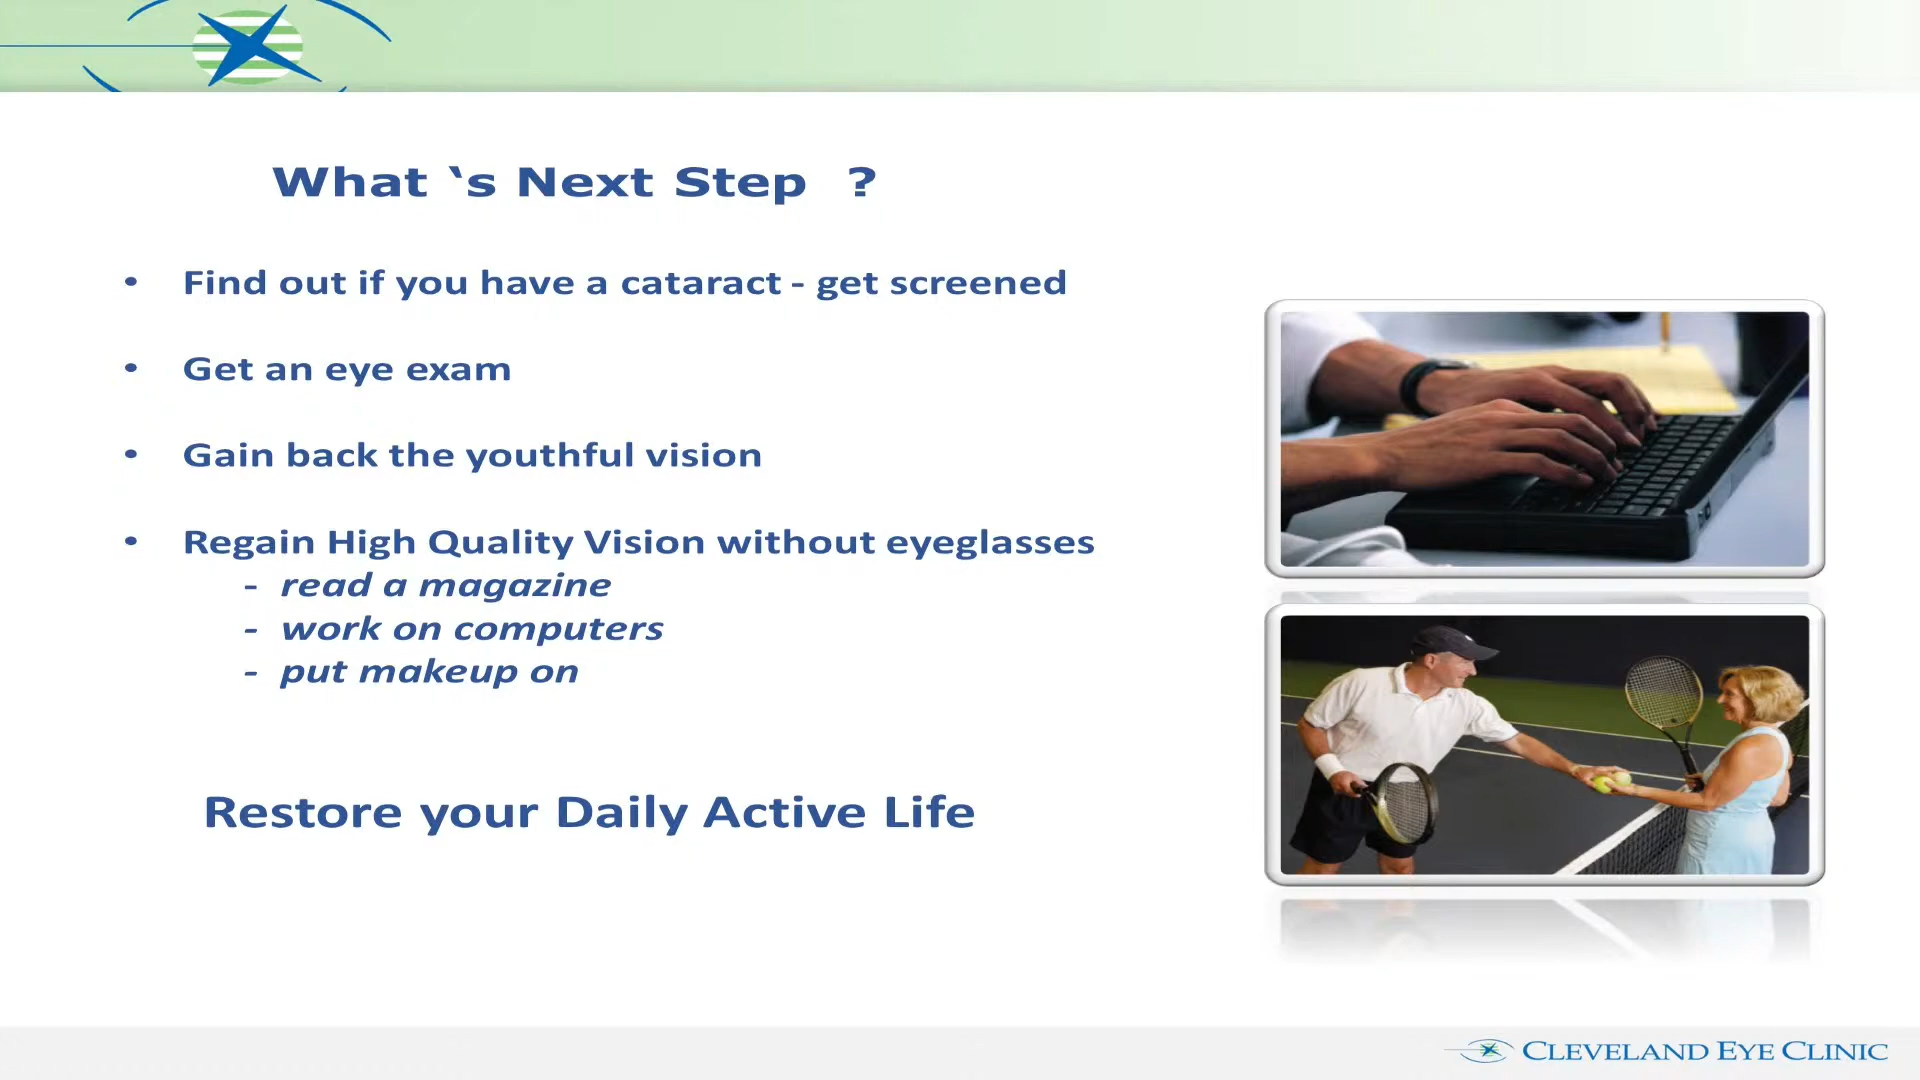 What ‘s Next Step ?
• Find out if you have a cataract - get screened
• Get an eye exam
• Gain back the youthful vision
• Regain High Quality Vision without eyeglasses
- read a magazine
- work on computers
- put makeup on
Restore your Daily Active Life
CLEVELAND EYE CLINIC